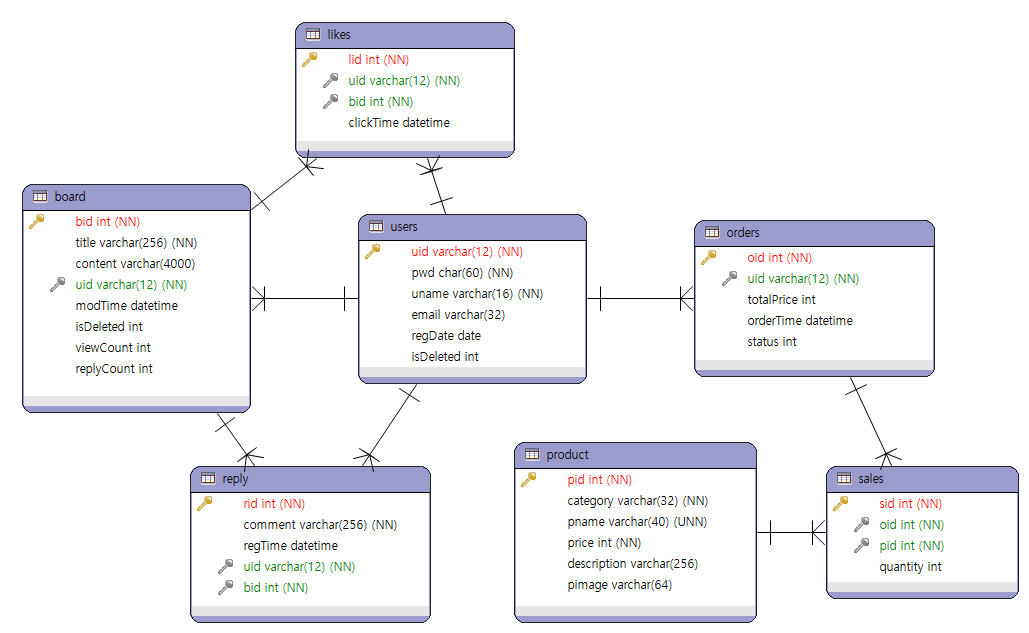 likes
lid int (NN)
uid varchar(12) (NN)
bid int (NN)
clickTime datetime
board
bid int (NN)
title varchar(256) (NN)
content varchar(4000)
uid varchar(12) (NN)
modTime datetime
isDeleted int
viewCount int
replyCount int
users
uid varchar(12) (NN)
pwd char(60) (NN)
uname varchar(16) (NN)
email varchar(32)
regDate date
isDeleted int
orders
oid int (NN)
uid varchar(12) (NN)
totalPrice int
orderTime datetime
status int
reply
rid int (NN)
comment varchar(256) (NN)
regTime datetime
uid varchar(12) (NN)
bid int (NN)
product
pid int (NN)
category varchar(32) (NN)
pname varchar(40) (UNN)
price int (NN)
description varchar(256)
pimage varchar(64)
sales
sid int (NN)
oid int (NN)
pid int (NN)
quantity int